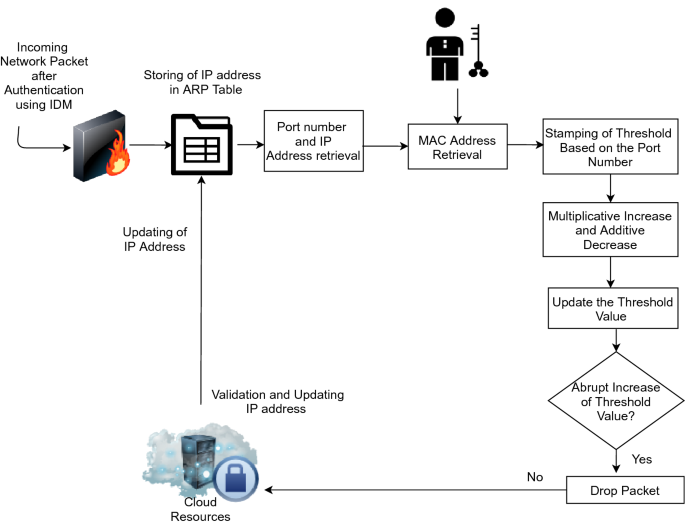 Incoming
Network Packet
after
Authentication
using IDM
Storing of IP address
in ARP Table
Port number
and IP
Address retrieval
MAC Address
Retrieval
Stamping of Threshold
Based on the Port
Number
Multiplicative Increase
and Additive
Decrease
Update the Threshold
Value
Abrupt Increase
of Threshold
Value?
Yes
Drop Packet
No
Updating of
IP Address
Validation and Updating
IP address
Cloud
Resources